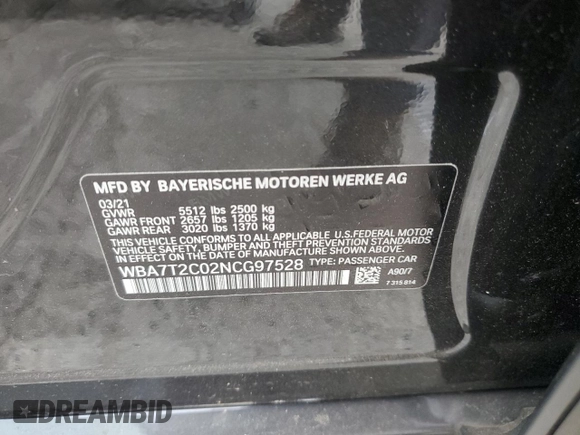 MFD BY BAYERISCHE MOTOREN WERKE AG
03/21
GVWR 5512 lbs 2500 kg
GAWR FRONT 2657 lbs 1205 kg
GAWR REAR 3020 lbs 1370 kg
THIS VEHICLE CONFORMS TO ALL APPLICABLE U.S.FEDERAL MOTOR
VEHICLE SAFETY, BUMPER, AND THEFT PREVENTION STANDARDS
IN EFFECT ON THE DATE OF MANUFACTURE SHOWN ABOVE.
WBA7T2C02NCG97528 TYPE: PASSENGER CAR
A90/7
7 315 814
DREAMBID